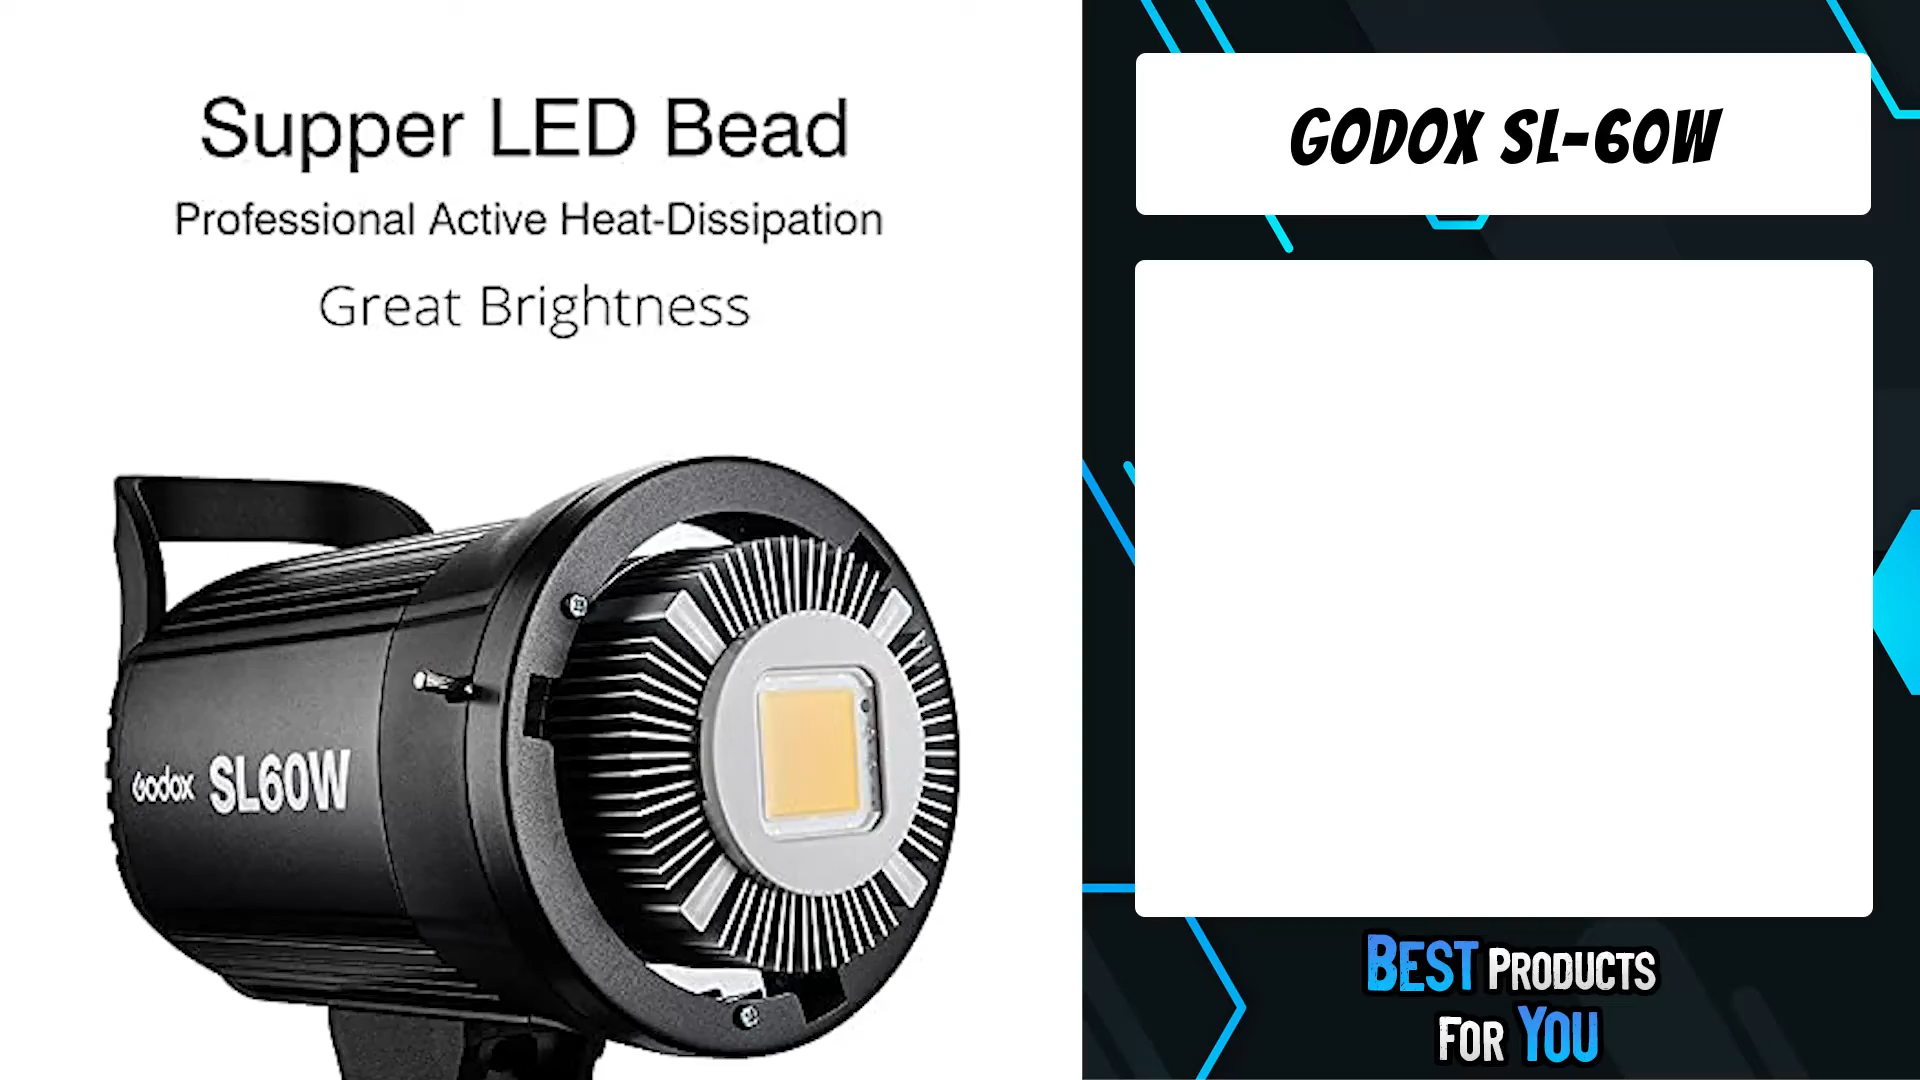 Supper LED Bead
Professional Active Heat-Dissipation
Great Brightness
Godox SL60W
GODOX SL-60W
BEST PRODUCTS
FOR YOU